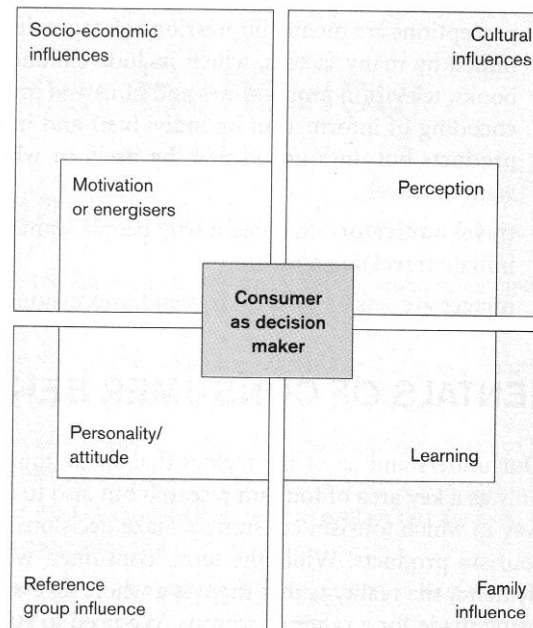 Socio-economic
influences
Cultural
influences
Motivation
or energisers
Perception
Consumer
as decision
maker
Personality/
attitude
Learning
Reference
group influence
Family
influence